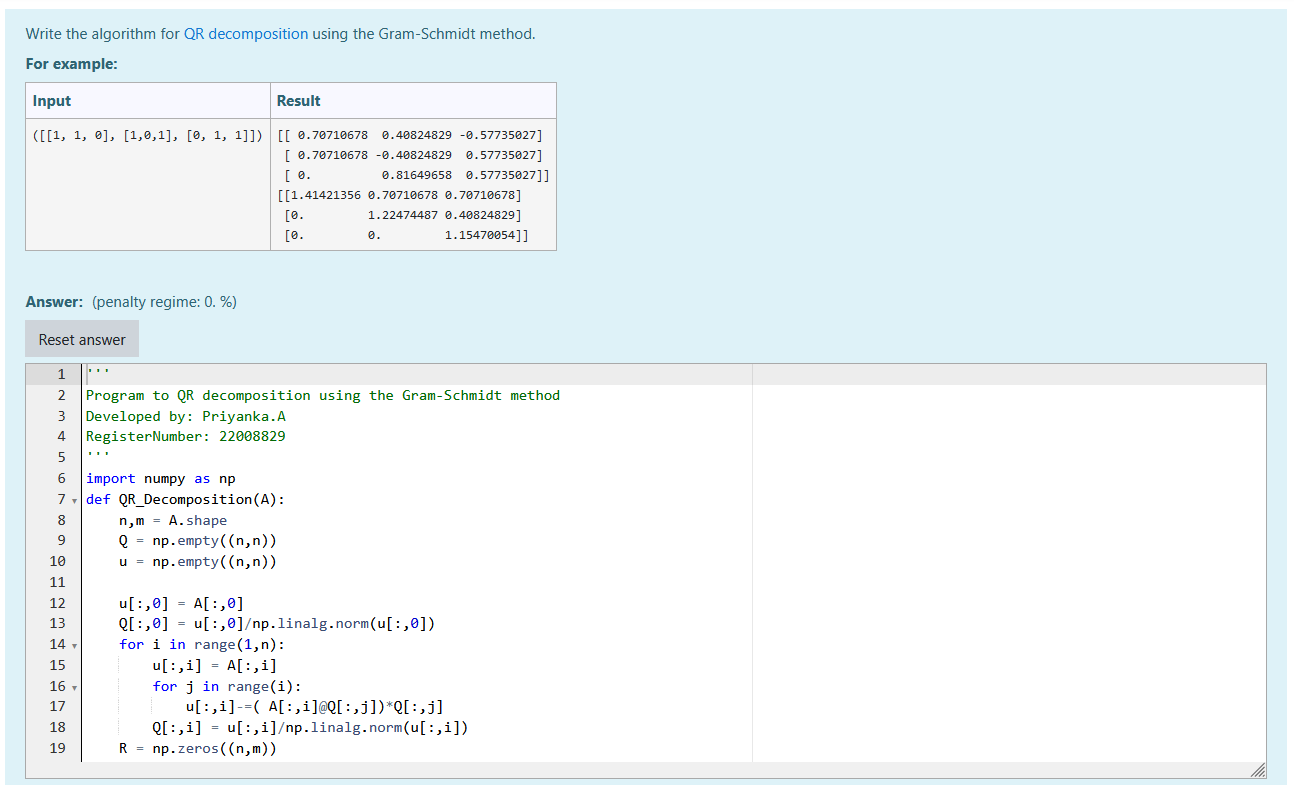 Write the algorithm for QR decomposition using the Gram-Schmidt method.
For example:
Input Result
([[1, 1, 0], [1,0,1], [0, 1, 1]]) [[ 0.70710678  0.40824829 -0.57735027]
[ 0.70710678 -0.40824829  0.57735027]
[ 0.          0.81649658  0.57735027]]
[[1.41421356 0.70710678 0.70710678]
[0.         1.22474487 0.40824829]
[0.         0.         1.15470054]]
Answer: (penalty regime: 0. %)
Reset answer
1 '''
2 Program to QR decomposition using the Gram-Schmidt method
3 Developed by: Priyanka.A
4 RegisterNumber: 22008829
5 '''
6 import numpy as np
7 def QR_Decomposition(A):
8     n,m = A.shape
9     Q = np.empty((n,n))
10     u = np.empty((n,n))
11
12     u[:,0] = A[:,0]
13     Q[:,0] = u[:,0]/np.linalg.norm(u[:,0])
14     for i in range(1,n):
15         u[:,i] = A[:,i]
16         for j in range(i):
17             u[:,i]-=( A[:,i]@Q[:,j])*Q[:,j]
18         Q[:,i] = u[:,i]/np.linalg.norm(u[:,i])
19     R = np.zeros((n,m))